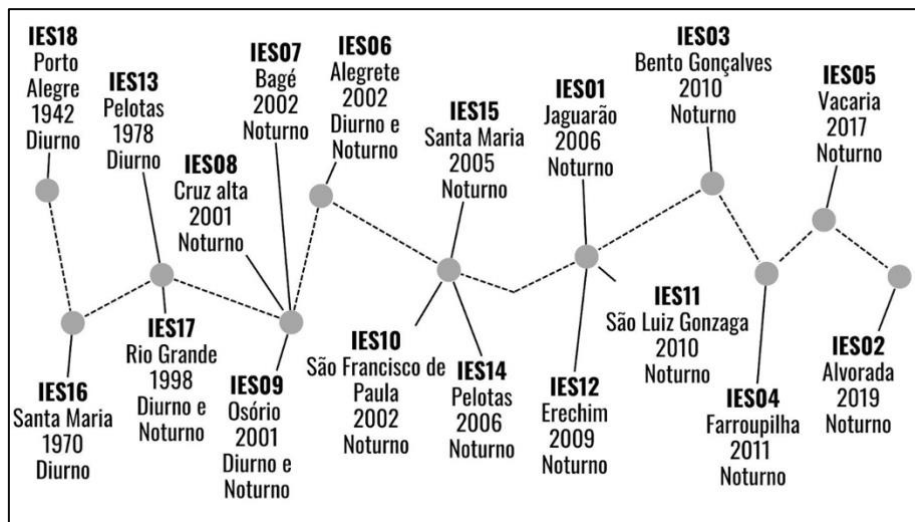 IES18
Porto
Alegre
1942
Diurno
IES13
Pelotas
1978
Diurno
IES08
Cruz alta
2001
Noturno
IES07
Bagé
2002
Noturno
IES06
Alegrete
2002
Diurno e
Noturno
IES15
Santa Maria
2005
Noturno
IES01
Jaguarão
2006
Noturno
IES03
Bento Gonçalves
2010
Noturno
IES05
Vacaria
2017
Noturno
IES16
Santa Maria
1970
Diurno
IES17
Rio Grande
1998
Diurno e
Noturno
IES09
Osório
2001
Diurno e
Noturno
IES10
São Francisco de
Paula
2002
Noturno
IES14
Pelotas
2006
Noturno
IES12
Erechim
2009
Noturno
IES11
São Luiz Gonzaga
2010
Noturno
IES04
Farroupilha
2011
Noturno
IES02
Alvorada
2019
Noturno